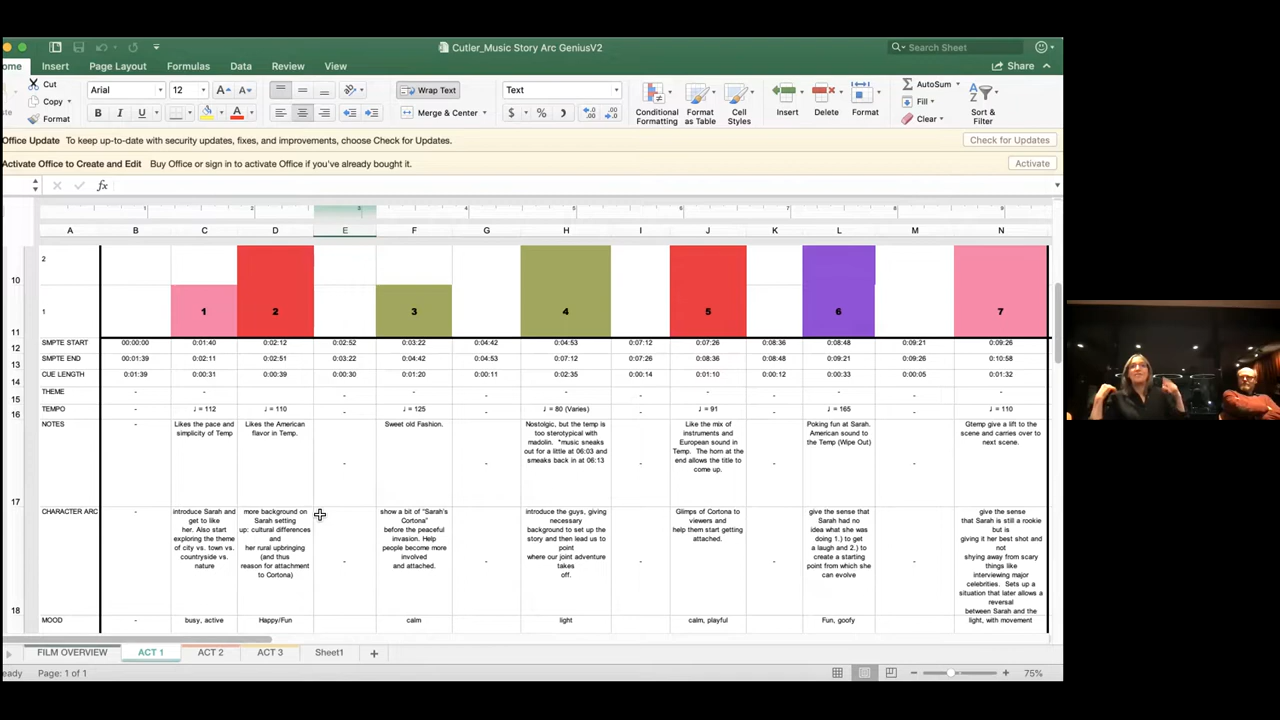 Cutler_Music Story Arc GeniusV2
Search Sheet
ome Insert Page Layout Formulas Data Review View
Share
Cut
Copy
Format
Arial 12
Wrap Text
Merge & Center
Text
Conditional Formatting
Format as Table
Cell Styles
Insert Delete Format
AutoSum
Fill
Clear
Sort & Filter
Office Update To keep up-to-date with security updates, fixes, and improvements, choose Check for Updates.
Check for Updates
Activate Office to Create and Edit Buy Office or sign in to activate Office if you've already bought it.
Activate
fx
1 2 3 4 5 6 7 8 9
A B C D E F G H I J K L M N
10 2
11 1 1 2 3 4 5 6 7
12 SMPTE START 00:00:00 0:01:40 0:02:12 0:02:52 0:03:22 0:04:42 0:04:53 0:07:12 0:07:26 0:08:36 0:08:48 0:09:21 0:09:26
13 SMPTE END 00:01:39 0:02:11 0:02:51 0:03:22 0:04:42 0:04:53 0:07:12 0:07:26 0:08:36 0:08:48 0:09:21 0:09:26 0:10:58
14 CUE LENGTH 0:01:39 0:00:31 0:00:39 0:00:30 0:01:20 0:00:11 0:02:35 0:00:14 0:01:10 0:00:12 0:00:33 0:00:05 0:01:32
15 THEME - - - - - - - - - - - - -
16 TEMPO - ♩ = 112 ♩ = 110 - ♩ = 125 - ♩ = 80 (Varies) - ♩ = 91 - ♩ = 165 - ♩ = 110
17 NOTES
Likes the pace and
simplicity of Temp
Likes the American
flavor in Temp.
-
Sweet old Fashion.
-
Nostolgic, but the temp is
too sterotypical with
madolin. *music sneaks
out for a little at 06:03 and
smeaks back in at 06:13
-
Like the mix of
instruments and
European sound in
Temp. The horn at the
end allows the title to
come up.
-
Poking fun at Sarah.
American sound to
the Temp (Wipe Out)
-
Gtemp give a lift to the
scene and carries over to
next scene.
18 CHARACTER ARC
-
introduce Sarah and
get to like
her. Also start
exploring the theme
of city vs. town vs.
countryside vs.
nature
more background on
Sarah setting
up: cultural differences
and
her rural upbringing
(and thus
reason for attachment
to Cortona)
-
show a bit of "Sarah's
Cortona"
before the peaceful
invasion. Help
people become more
involved
and attached.
-
introduce the guys, giving
necessary
background to set up the
story and then lead us to
point
where our joint adventure
takes
off.
-
Glimps of Cortona to
viewers and
help them start getting
attached.
-
give the sense that
Sarah had no
idea what she was
doing 1.) to get
a laugh and 2.) to
create a starting
point from which she
can evolve
-
give the sense
that Sarah is still a rookie
but is
giving it her best shot and
not
shying away from scary
things like
interviewing major
celebrities. Sets up a
situation that later allows a
reversal
between Sarah and the
MOOD - busy, active Happy/Fun calm light calm, playful Fun, goofy light, with movement
FILM OVERVIEW ACT 1 ACT 2 ACT 3 Sheet1 +
eady Page: 1 of 1
75%